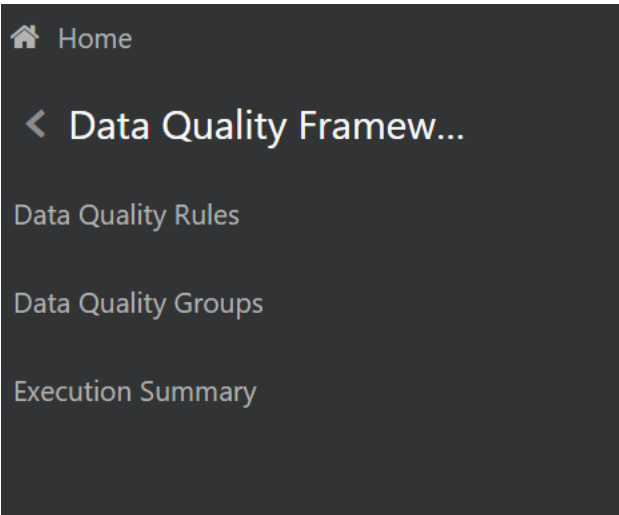 Home
Data Quality Framew...
Data Quality Rules
Data Quality Groups
Execution Summary